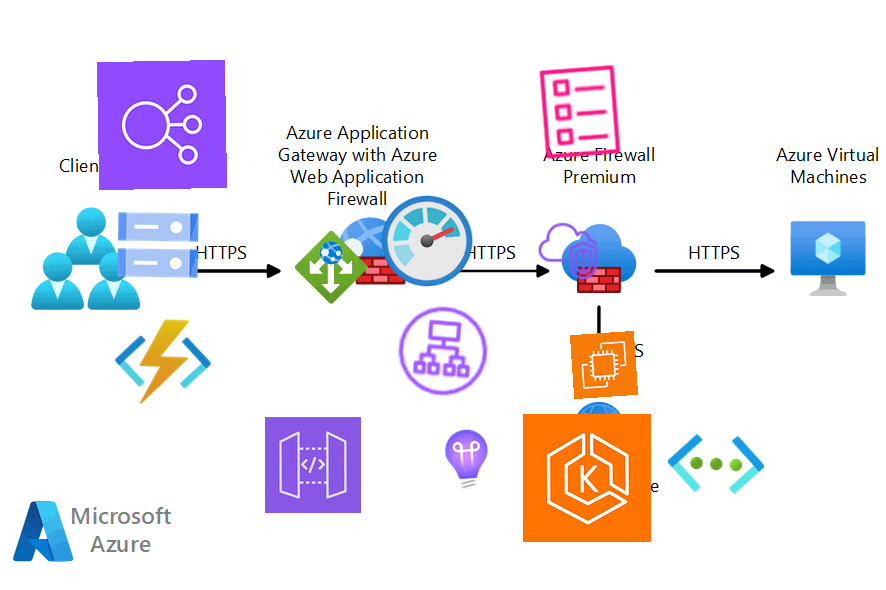 Client
Azure Application
Gateway with Azure
Web Application
Firewall
Azure Firewall
Premium
Azure Virtual
Machines
HTTPS
HTTPS
HTTPS
K
Microsoft
Azure